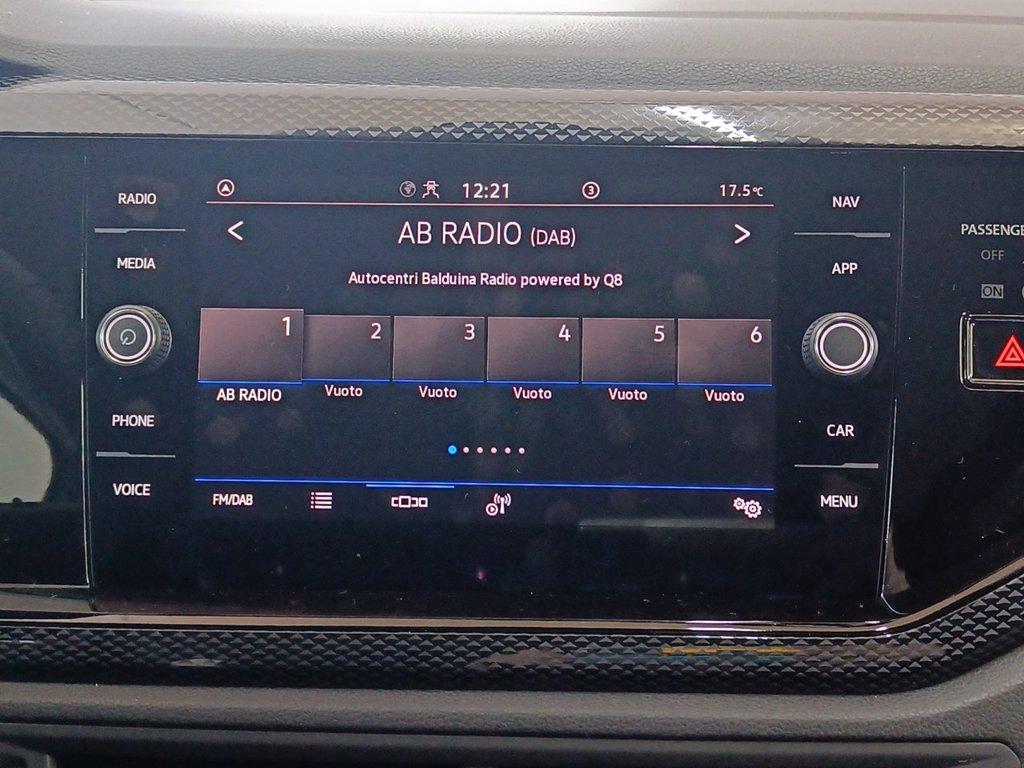 RADIO
MEDIA
PHONE
VOICE
12:21
3
17.5°C
AB RADIO (DAB)
Autocentri Balduina Radio powered by Q8
1 2 3 4 5 6
AB RADIO Vuoto Vuoto Vuoto Vuoto Vuoto
FM/DAB
NAV
APP
CAR
MENU
OFF
ON